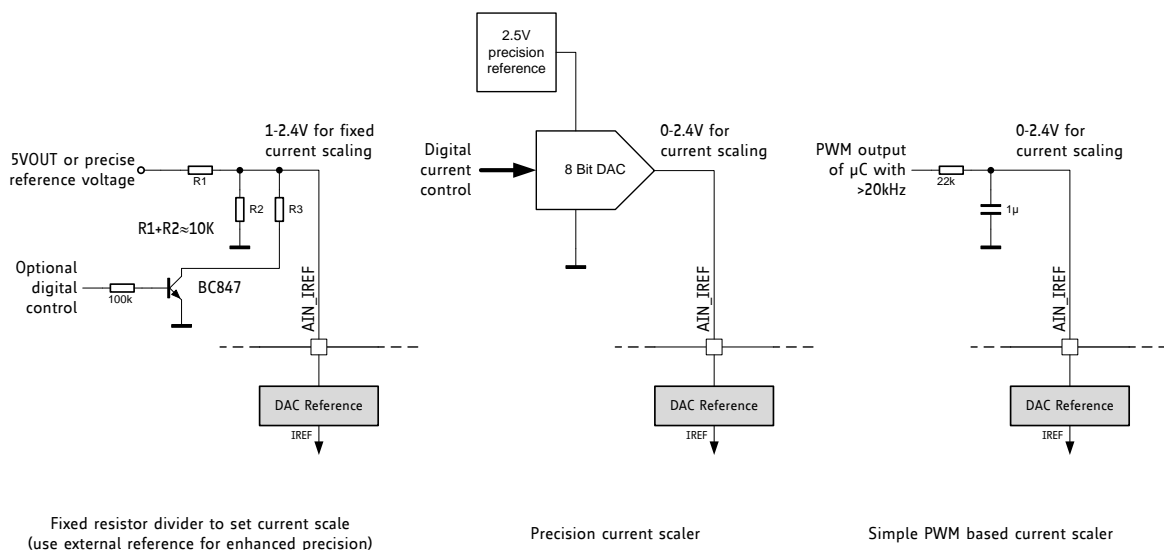 2.5V
precision
reference
1-2.4V for fixed
current scaling
5VOUT or precise
reference voltage
R1
R2
R3
R1+R2≈10K
Optional
digital
control
100k
BC847
AIN_IREF
DAC Reference
IREF
Digital
current
control
8 Bit DAC
0-2.4V for
current scaling
AIN_IREF
DAC Reference
IREF
PWM output
of µC with
>20kHz
22k
1µ
0-2.4V for
current scaling
AIN_IREF
DAC Reference
IREF
Fixed resistor divider to set current scale
(use external reference for enhanced precision)
Precision current scaler
Simple PWM based current scaler